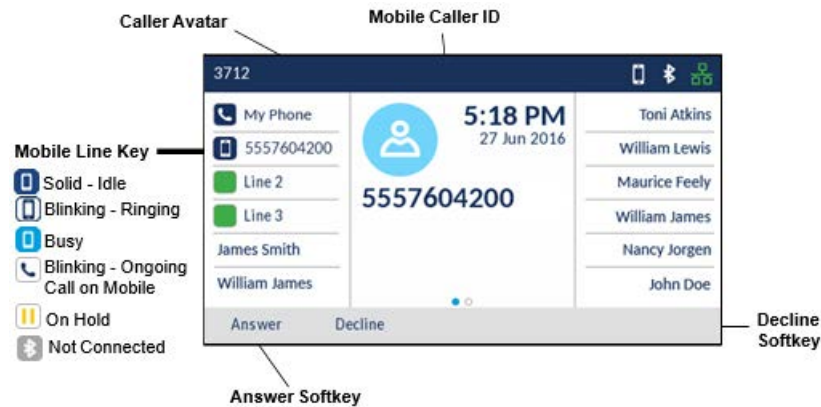 Caller Avatar
Mobile Caller ID
3712
My Phone
5557604200
Line 2
Line 3
James Smith
William James
5:18 PM
27 Jun 2016
5557604200
Toni Atkins
William Lewis
Maurice Feely
William James
Nancy Jorgen
John Doe
Answer
Decline
Mobile Line Key
Solid - Idle
Blinking - Ringing
Busy
Blinking - Ongoing
Call on Mobile
On Hold
Not Connected
Decline
Softkey
Answer Softkey